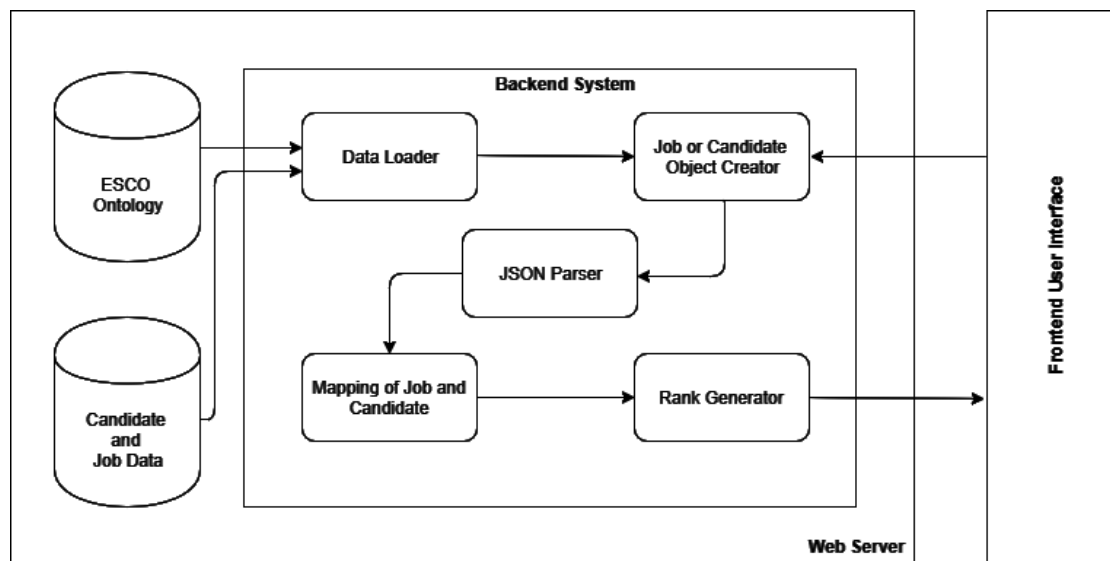 Backend System
ESCO
Ontology
Data Loader
Job or Candidate
Object Creator
JSON Parser
Candidate
and
Job Data
Mapping of Job and
Candidate
Rank Generator
Web Server
Frontend User Interface